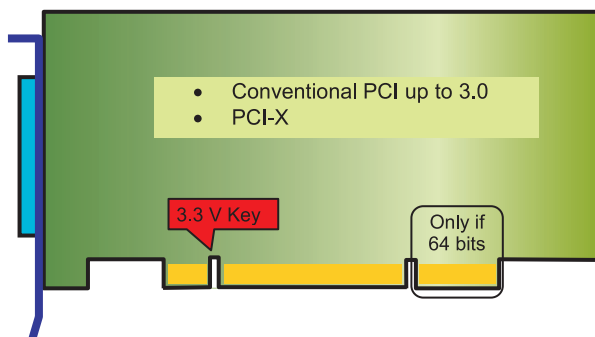 • Conventional PCI up to 3.0
• PCI-X
3.3 V Key
Only if
64 bits